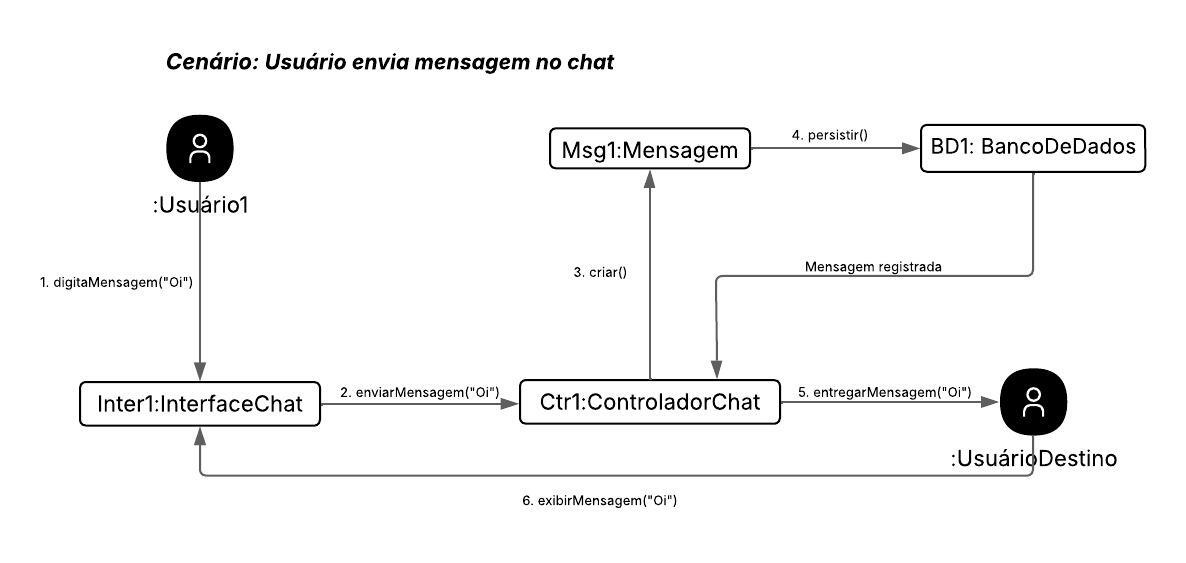 Cenário: Usuário envia mensagem no chat
Msg1:Mensagem
4. persistir()
BD1: BancoDeDados
:Usuário1
1. digitaMensagem("Oi")
3. criar()
Mensagem registrada
Inter1:InterfaceChat
2. enviarMensagem("Oi")
Ctr1:ControladorChat
5. entregarMensagem("Oi")
:UsuárioDestino
6. exibirMensagem("Oi")